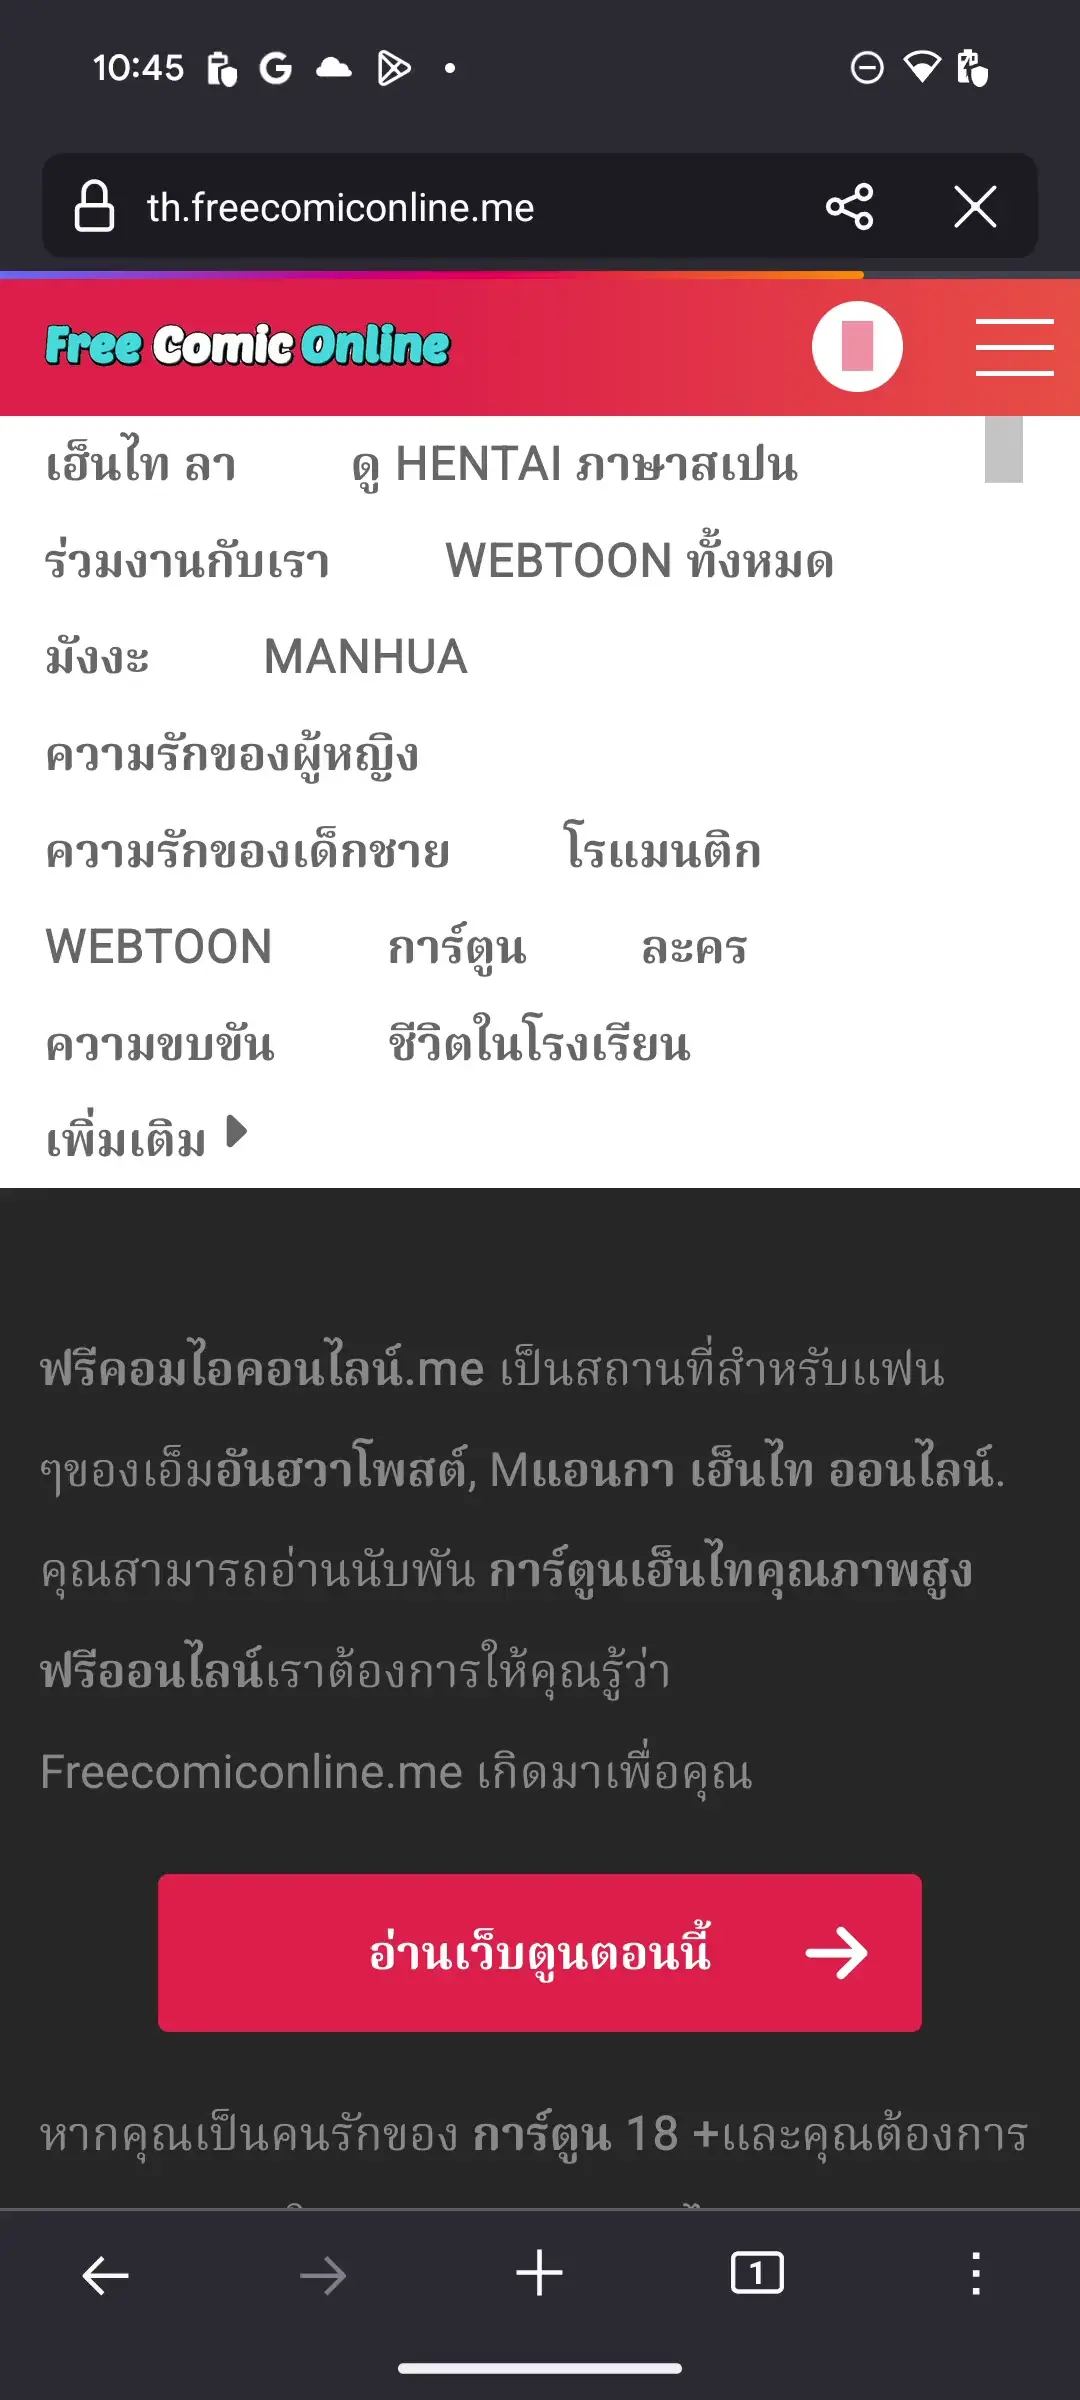 10:45
th.freecomiconline.me
Free Comic Online
เฮ็นไท ลา ดู HENTAI ภาษาสเปน
ร่วมงานกับเรา WEBTOON ทั้งหมด
มังงะ MANHUA
ความรักของผู้หญิง
ความรักของเด็กชาย โรแมนติก
WEBTOON การ์ตูน ละคร
ความขบขัน ชีวิตในโรงเรียน
เพิ่มเติม
ฟรีคอมไอคอนไลน์.me เป็นสถานที่สำหรับแฟน
ๆของเอ็มอันฮวาโพสต์, Mแอนกา เฮ็นไท ออนไลน์.
คุณสามารถอ่านนับพัน การ์ตูนเฮ็นไทคุณภาพสูง
ฟรีออนไลน์เราต้องการให้คุณรู้ว่า
Freecomiconline.me เกิดมาเพื่อคุณ
อ่านเว็บตูนตอนนี้
หากคุณเป็นคนรักของ การ์ตูน 18 +และคุณต้องการ
1